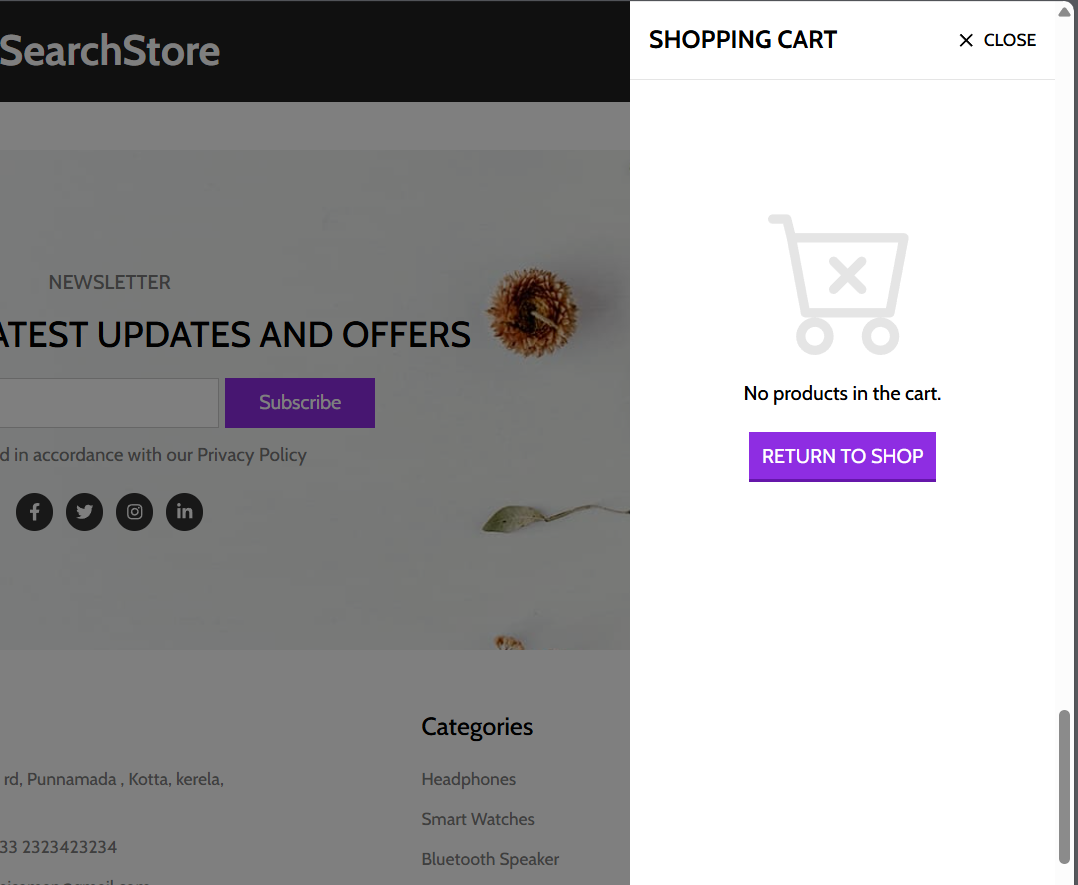 SearchStore
SHOPPING CART
CLOSE
NEWSLETTER
ATEST UPDATES AND OFFERS
Subscribe
d in accordance with our Privacy Policy
No products in the cart.
RETURN TO SHOP
Categories
rd, Punnamada , Kotta, kerela,
Headphones
Smart Watches
33 2323423234
Bluetooth Speaker